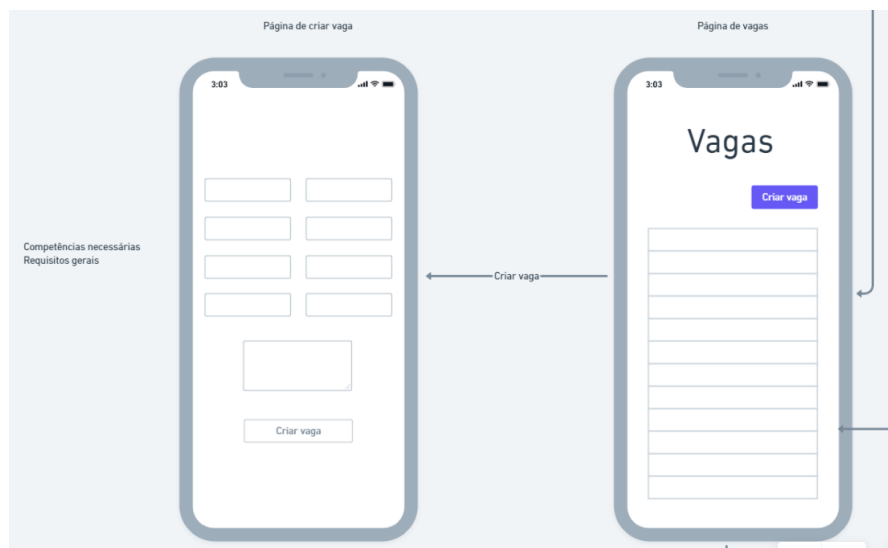 Página de criar vaga
Página de vagas
3:03
3:03
Vagas
Criar vaga
Competências necessárias
Requisitos gerais
Criar vaga
Criar vaga